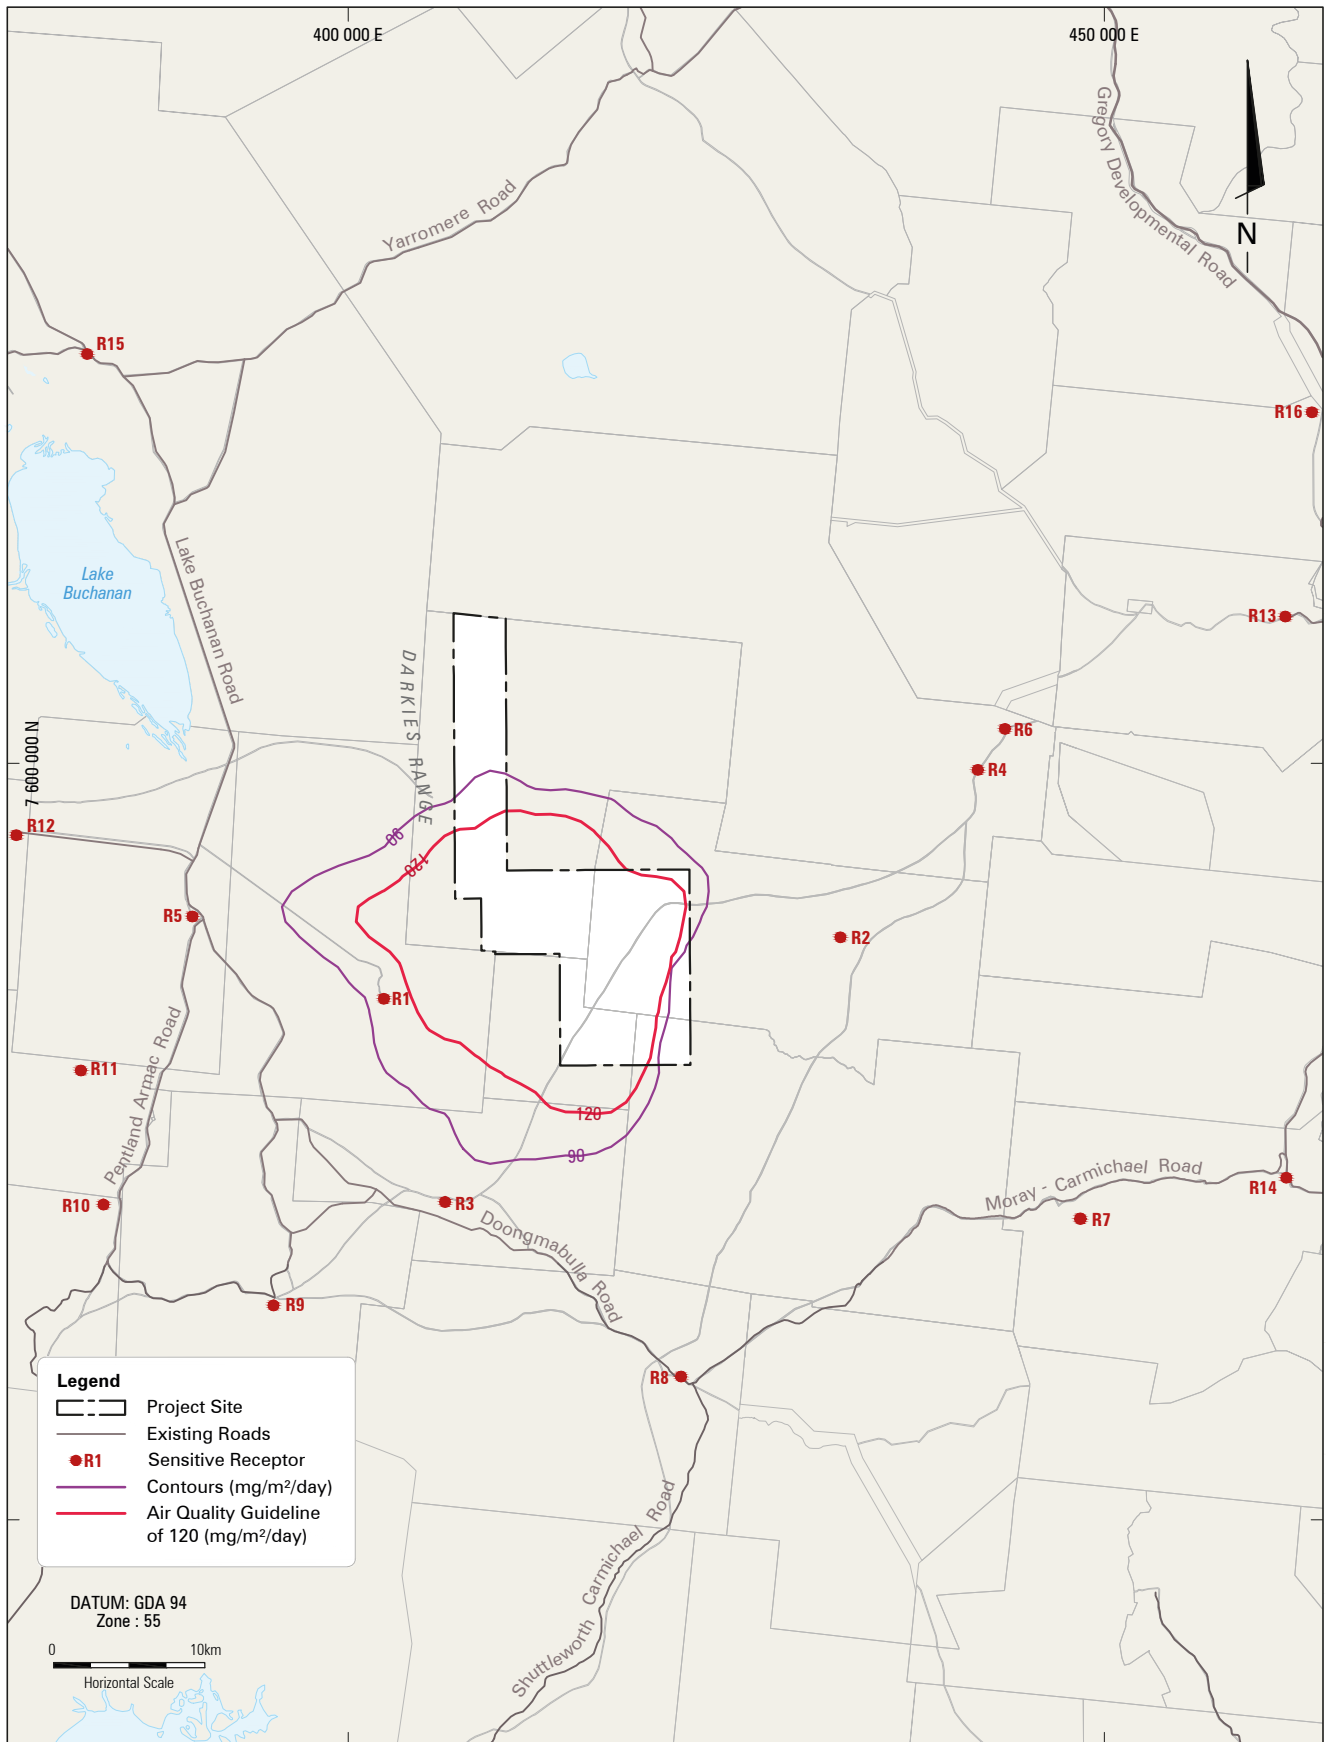 400 000 E
450 000 E
Gregory Developmental Road
N
Yarromere Road
R15
R16
Lake Buchanan Road
Lake
Buchanan
R13
DARKIES RANGE
7 600 000 N
R6
R4
R12
90
120
R5
R2
R1
Pentland Armac Road
R11
120
90
Moray - Carmichael Road
R14
R10
R3
R7
Doongmabulla Road
R9
R8
Legend
Project Site
Existing Roads
R1 Sensitive Receptor
Contours (mg/m²/day)
Air Quality Guideline
of 120 (mg/m²/day)
Shuttleworth Carmichael Road
DATUM: GDA 94
Zone : 55
0 10km
Horizontal Scale